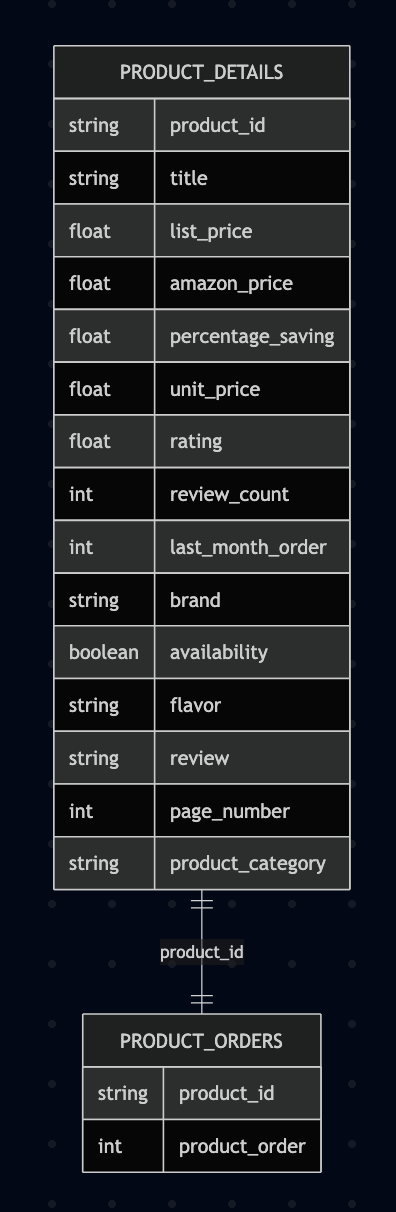 PRODUCT_DETAILS
string product_id
string title
float list_price
float amazon_price
float percentage_saving
float unit_price
float rating
int review_count
int last_month_order
string brand
boolean availability
string flavor
string review
int page_number
string product_category
product_id
PRODUCT_ORDERS
string product_id
int product_order